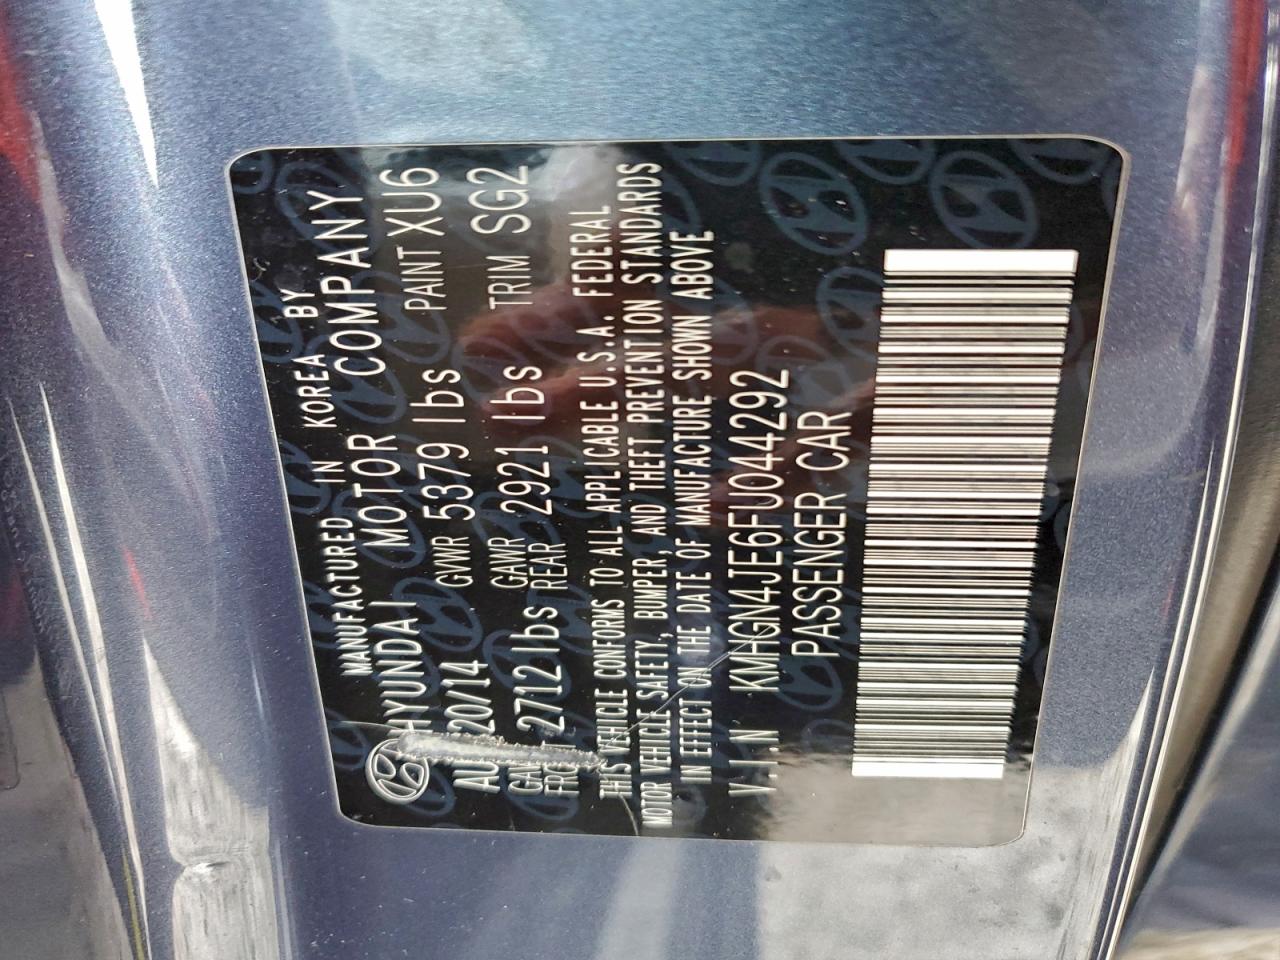 MANUFACTURED IN KOREA BY
HYUNDAI MOTOR COMPANY
/20/14 GVWR 5379 lbs PAINT XU6
2712 lbs GAWR REAR 2921 lbs TRIM SG2
THIS VEHICLE CONFORMS TO ALL APPLICABLE U.S.A. FEDERAL
MOTOR VEHICLE SAFETY, BUMPER, AND THEFT PREVENTION STANDARDS
IN EFFECT ON THE DATE OF MANUFACTURE SHOWN ABOVE
V.I.N KMHGN4JE6FU044292
PASSENGER CAR